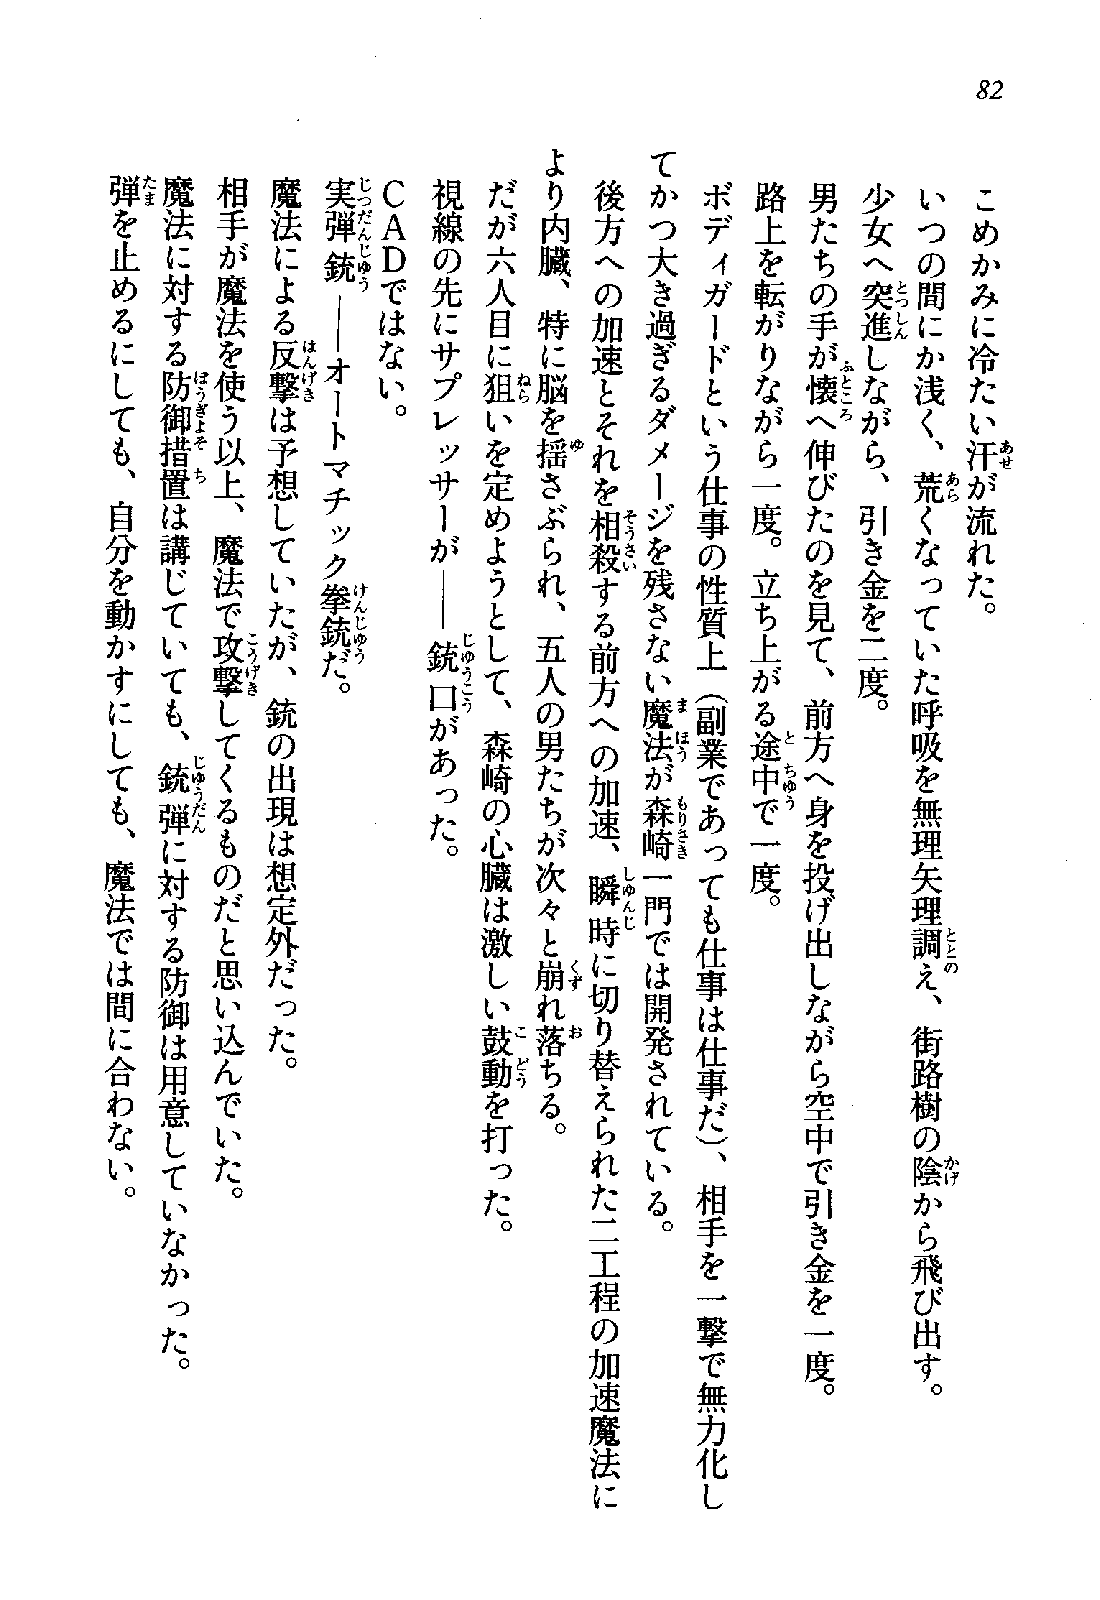 82
こめかみに冷たい汗が流れた。
いつの間にか浅く、荒くなっていた呼吸を無理矢理調え、街路樹の陰から飛び出す。
少女へ突進しながら、引き金を二度。
男たちの手が懐へ伸びたのを見て、前方へ身を投げ出しながら空中で引き金を一度。
路上を転がりながら一度。立ち上がる途中で一度。
ボディガードという仕事の性質上（副業であっても仕事は仕事だ）、相手を一撃で無力化し
てかつ大き過ぎるダメージを残さない魔法が森崎一門では開発されている。
後方への加速とそれを相殺する前方への加速、瞬時に切り替えられた二工程の加速魔法に
より内臓、特に脳を揺さぶられ、五人の男たちが次々と崩れ落ちる。
だが六人目に狙いを定めようとして、森崎の心臓は激しい鼓動を打った。
視線の先にサプレッサーが――銃口があった。
ＣＡＤではない。
実弾銃――オートマチック拳銃だ。
魔法による反撃は予想していたが、銃の出現は想定外だった。
相手が魔法を使う以上、魔法で攻撃してくるものだと思い込んでいた。
魔法に対する防御措置は講じていても、銃弾に対する防御は用意していなかった。
弾を止めるにしても、自分を動かすにしても、魔法では間に合わない。